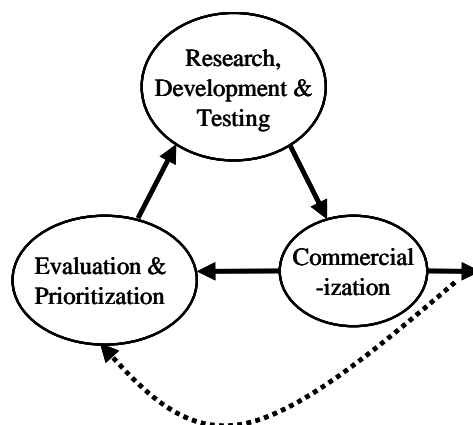 Research,
Development &
Testing
Evaluation &
Prioritization
Commercial
-ization